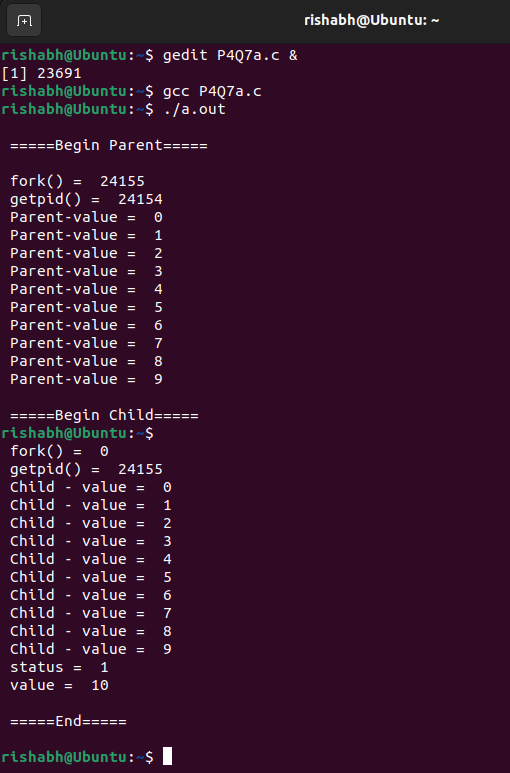 rishabh@Ubuntu: ~
rishabh@Ubuntu:~$ gedit P4Q7a.c &
[1] 23691
rishabh@Ubuntu:~$ gcc P4Q7a.c
rishabh@Ubuntu:~$ ./a.out
=====Begin Parent=====
fork() =  24155
getpid() =  24154
Parent-value =  0
Parent-value =  1
Parent-value =  2
Parent-value =  3
Parent-value =  4
Parent-value =  5
Parent-value =  6
Parent-value =  7
Parent-value =  8
Parent-value =  9
=====Begin Child=====
rishabh@Ubuntu:~$
fork() =  0
getpid() =  24155
Child - value =  0
Child - value =  1
Child - value =  2
Child - value =  3
Child - value =  4
Child - value =  5
Child - value =  6
Child - value =  7
Child - value =  8
Child - value =  9
status =  1
value =  10
=====End=====
rishabh@Ubuntu:~$